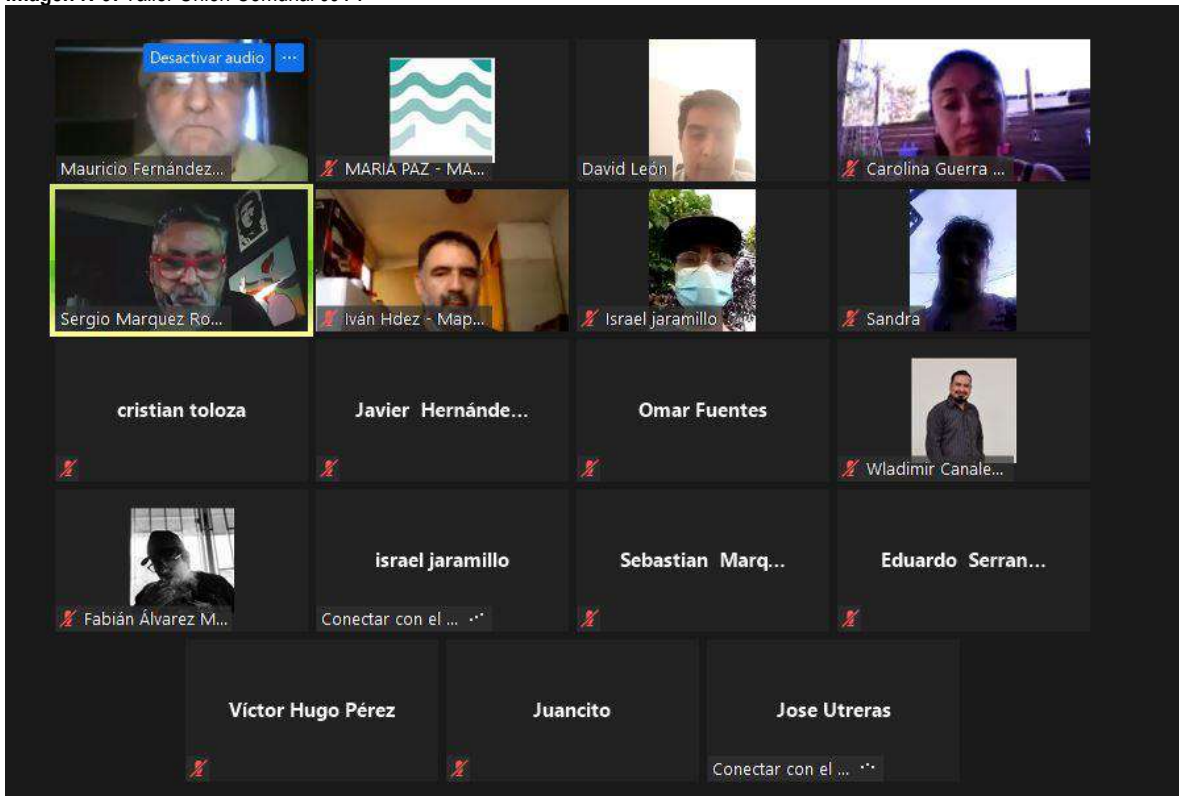 Desactivar audio ...
Mauricio Fernández...
MARIA PAZ - MA...
David León
Carolina Guerra ...
Sergio Marquez Ro...
Iván Hdez - Map...
Israel jaramillo
Sandra
cristian toloza
Javier Hernánde...
Omar Fuentes
Wladimir Canale...
Fabián Álvarez M...
israel jaramillo
Conectar con el ...
Sebastian Marq...
Eduardo Serran...
Víctor Hugo Pérez
Juancito
Jose Utreras
Conectar con el ...